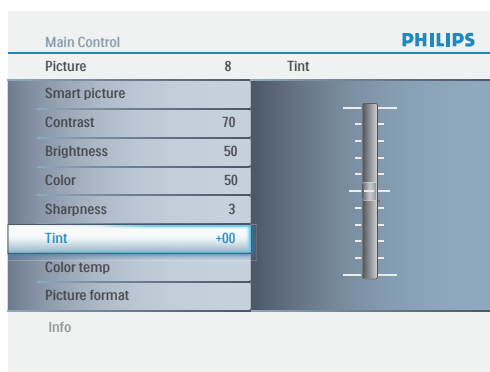 Main Control PHILIPS
Picture 8 Tint
Smart picture
Contrast 70
Brightness 50
Color 50
Sharpness 3
Tint +00
Color temp
Picture format
Info